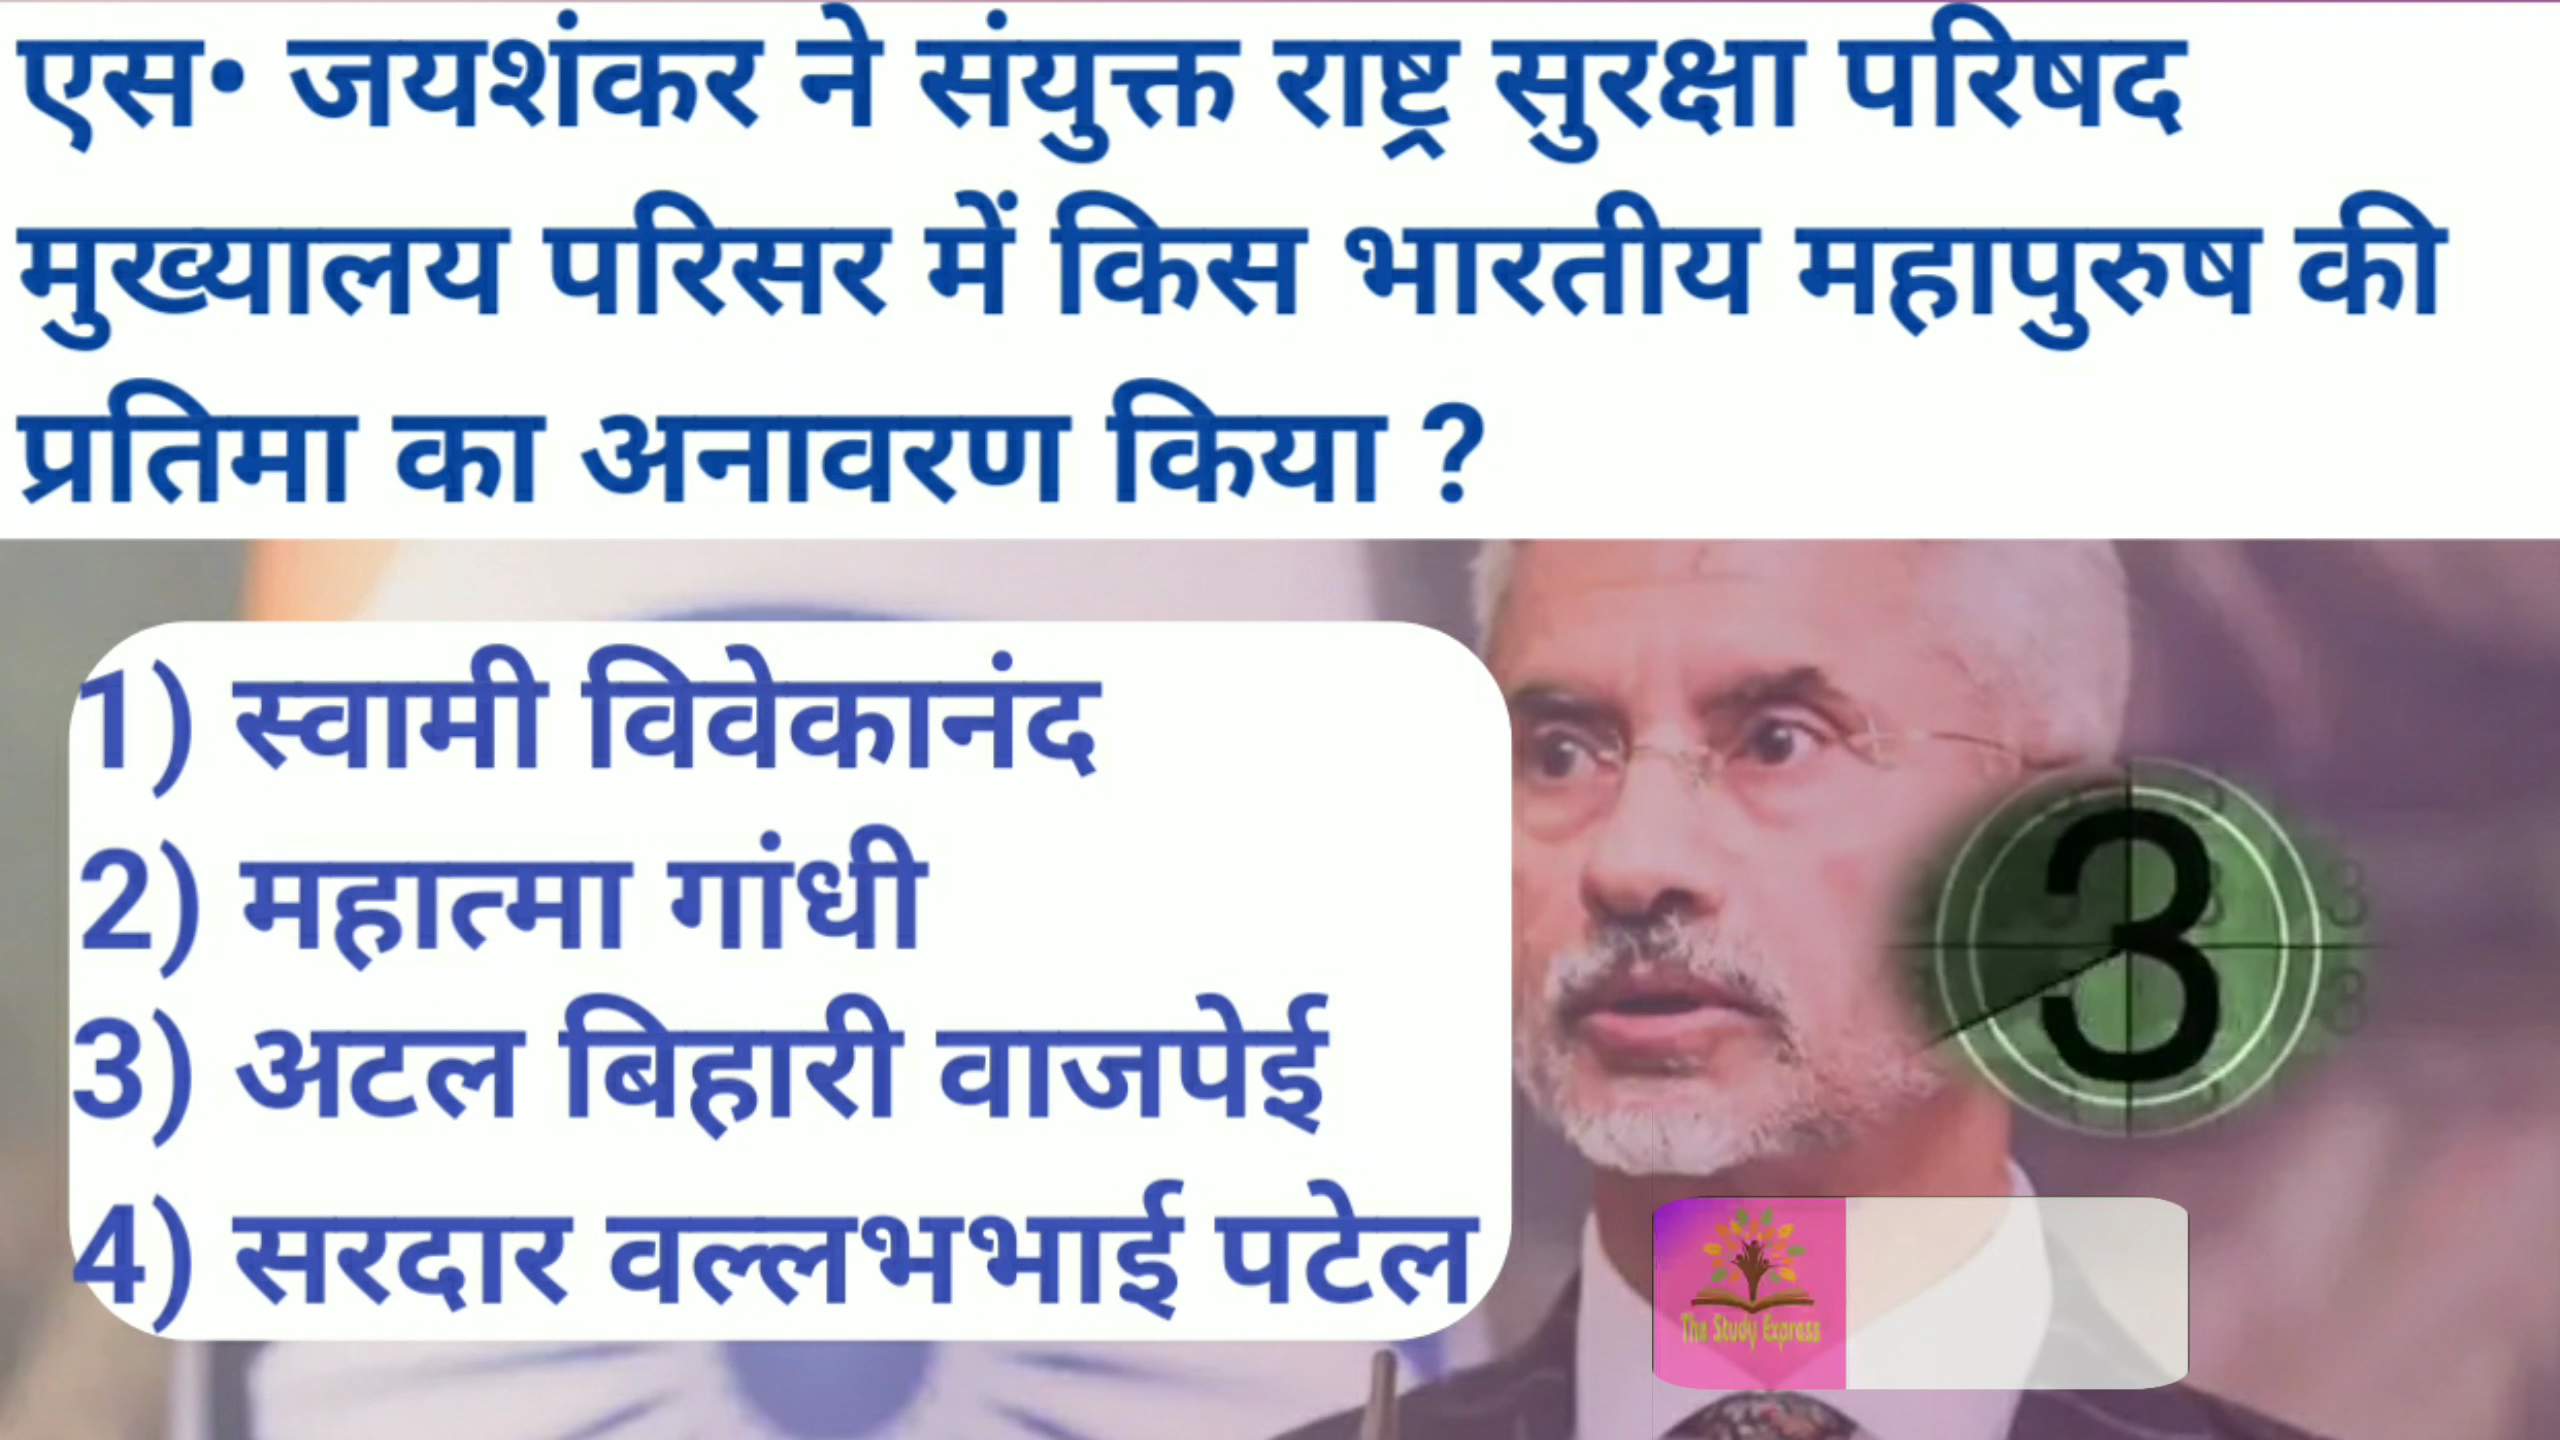 एस• जयशंकर ने संयुक्त राष्ट्र सुरक्षा परिषद
मुख्यालय परिसर में किस भारतीय महापुरुष की
प्रतिमा का अनावरण किया ?
1) स्वामी विवेकानंद
2) महात्मा गांधी
3) अटल बिहारी वाजपेई
4) सरदार वल्लभभाई पटेल
3
The Study Express